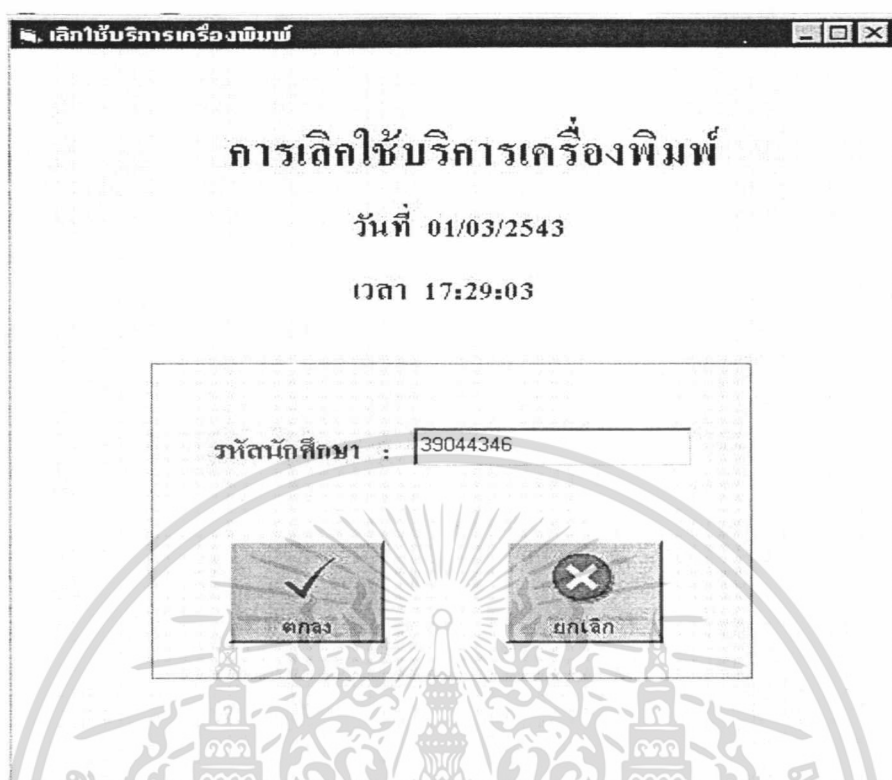 เลิกใช้บริการเครื่องพิมพ์
การเลิกใช้บริการเครื่องพิมพ์
วันที่ 01/03/2543
เวลา 17:29:03
รหัสนักศึกษา : 39044346
ตกลง ยกเลิก